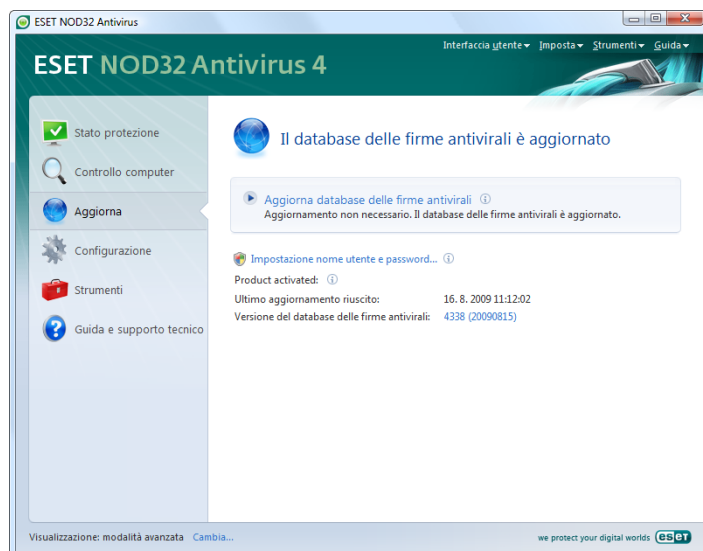 ESET NOD32 Antivirus
Interfaccia utente Imposta Strumenti Guida
ESET NOD32 Antivirus 4
Stato protezione
Controllo computer
Aggiorna
Configurazione
Strumenti
Guida e supporto tecnico
Il database delle firme antivirali è aggiornato
Aggiorna database delle firme antivirali
Aggiornamento non necessario. Il database delle firme antivirali è aggiornato.
Impostazione nome utente e password...
Product activated:
Ultimo aggiornamento riuscito: 16. 8. 2009 11:12:02
Versione del database delle firme antivirali: 4338 (20090815)
Visualizzazione: modalità avanzata Cambia...
we protect your digital worlds eset